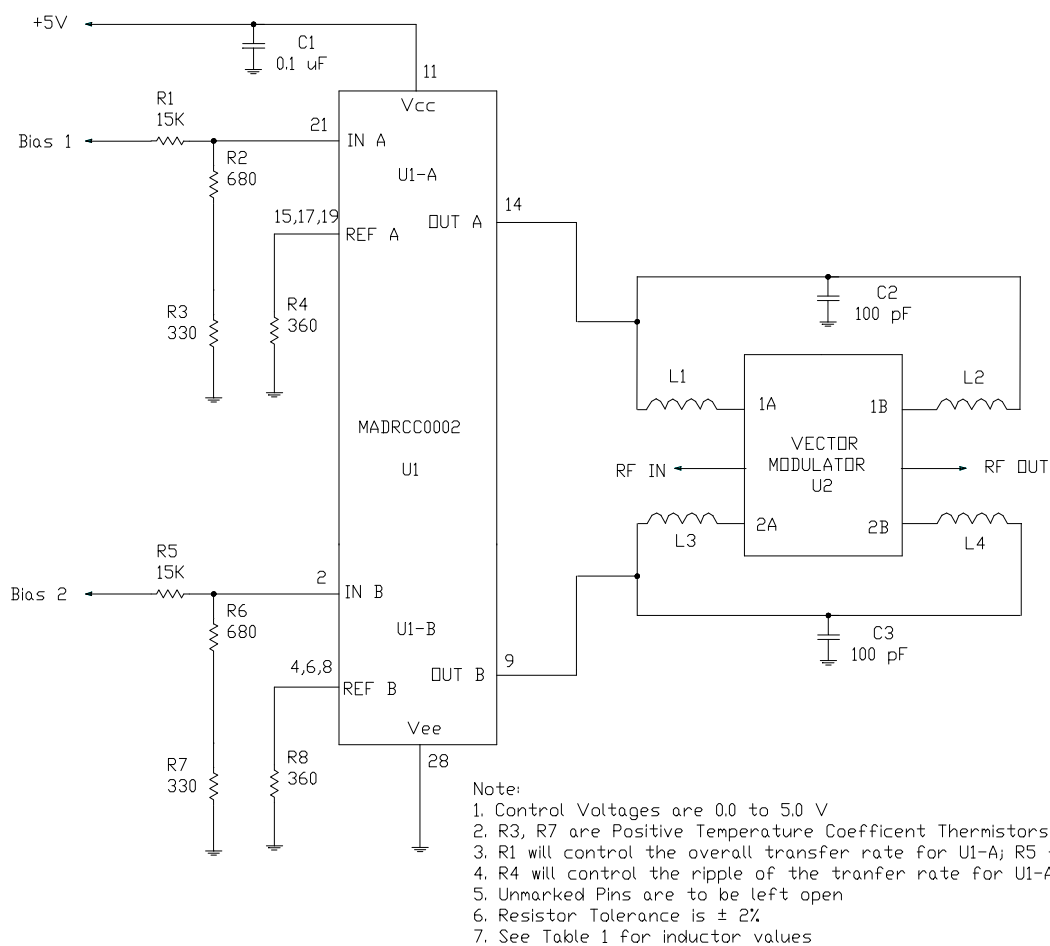 +5V
C1
0.1 uF
11
Vcc
R1
15K
Bias 1
21
IN A
R2
680
U1-A
15,17,19
REF A
OUT A
14
R3
330
R4
360
C2
100 pF
L1
L2
1A
1B
MADRCC0002
U1
VECTOR
MODULATOR
U2
RF IN
RF OUT
2A
2B
L3
L4
R5
15K
Bias 2
2
IN B
R6
680
U1-B
C3
100 pF
4,6,8
REF B
OUT B
9
Vee
28
R7
330
R8
360
Note:
1. Control Voltages are 0.0 to 5.0 V
2. R3, R7 are Positive Temperature Coefficent Thermistors
3. R1 will control the overall transfer rate for U1-A; R5
4. R4 will control the ripple of the tranfer rate for U1-A
5. Unmarked Pins are to be left open
6. Resistor Tolerance is ± 2%
7. See Table 1 for inductor values